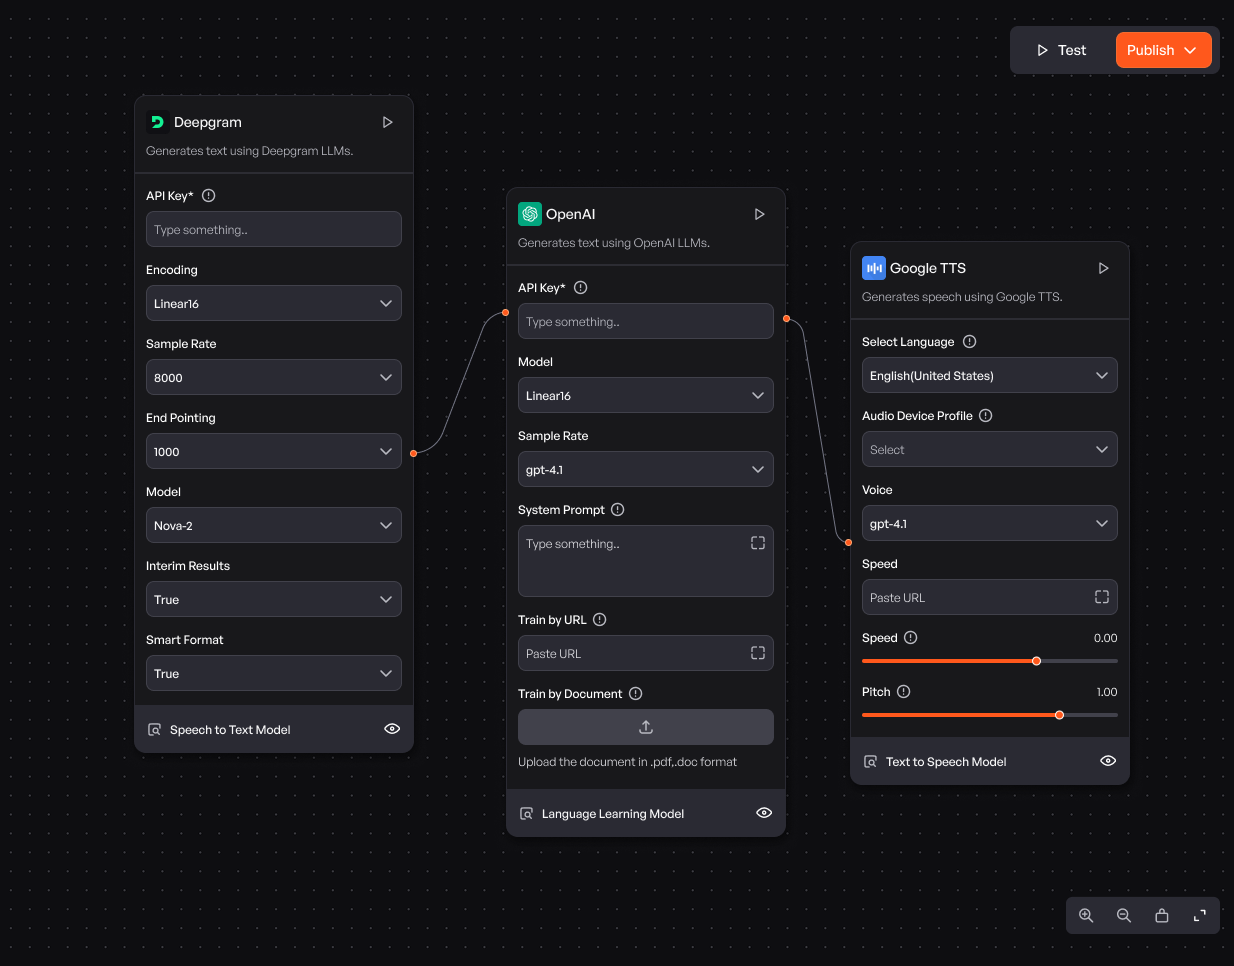 Test
Publish
Deepgram
Generates text using Deepgram LLMs.
API Key*
Type something..
Encoding
Linear16
Sample Rate
8000
End Pointing
1000
Model
Nova-2
Interim Results
True
Smart Format
True
Speech to Text Model
OpenAI
Generates text using OpenAI LLMs.
API Key*
Type something..
Model
Linear16
Sample Rate
gpt-4.1
System Prompt
Type something..
Train by URL
Paste URL
Train by Document
Upload the document in .pdf,.doc format
Language Learning Model
Google TTS
Generates speech using Google TTS.
Select Language
English(United States)
Audio Device Profile
Select
Voice
gpt-4.1
Speed
Paste URL
Speed 0.00
Pitch 1.00
Text to Speech Model